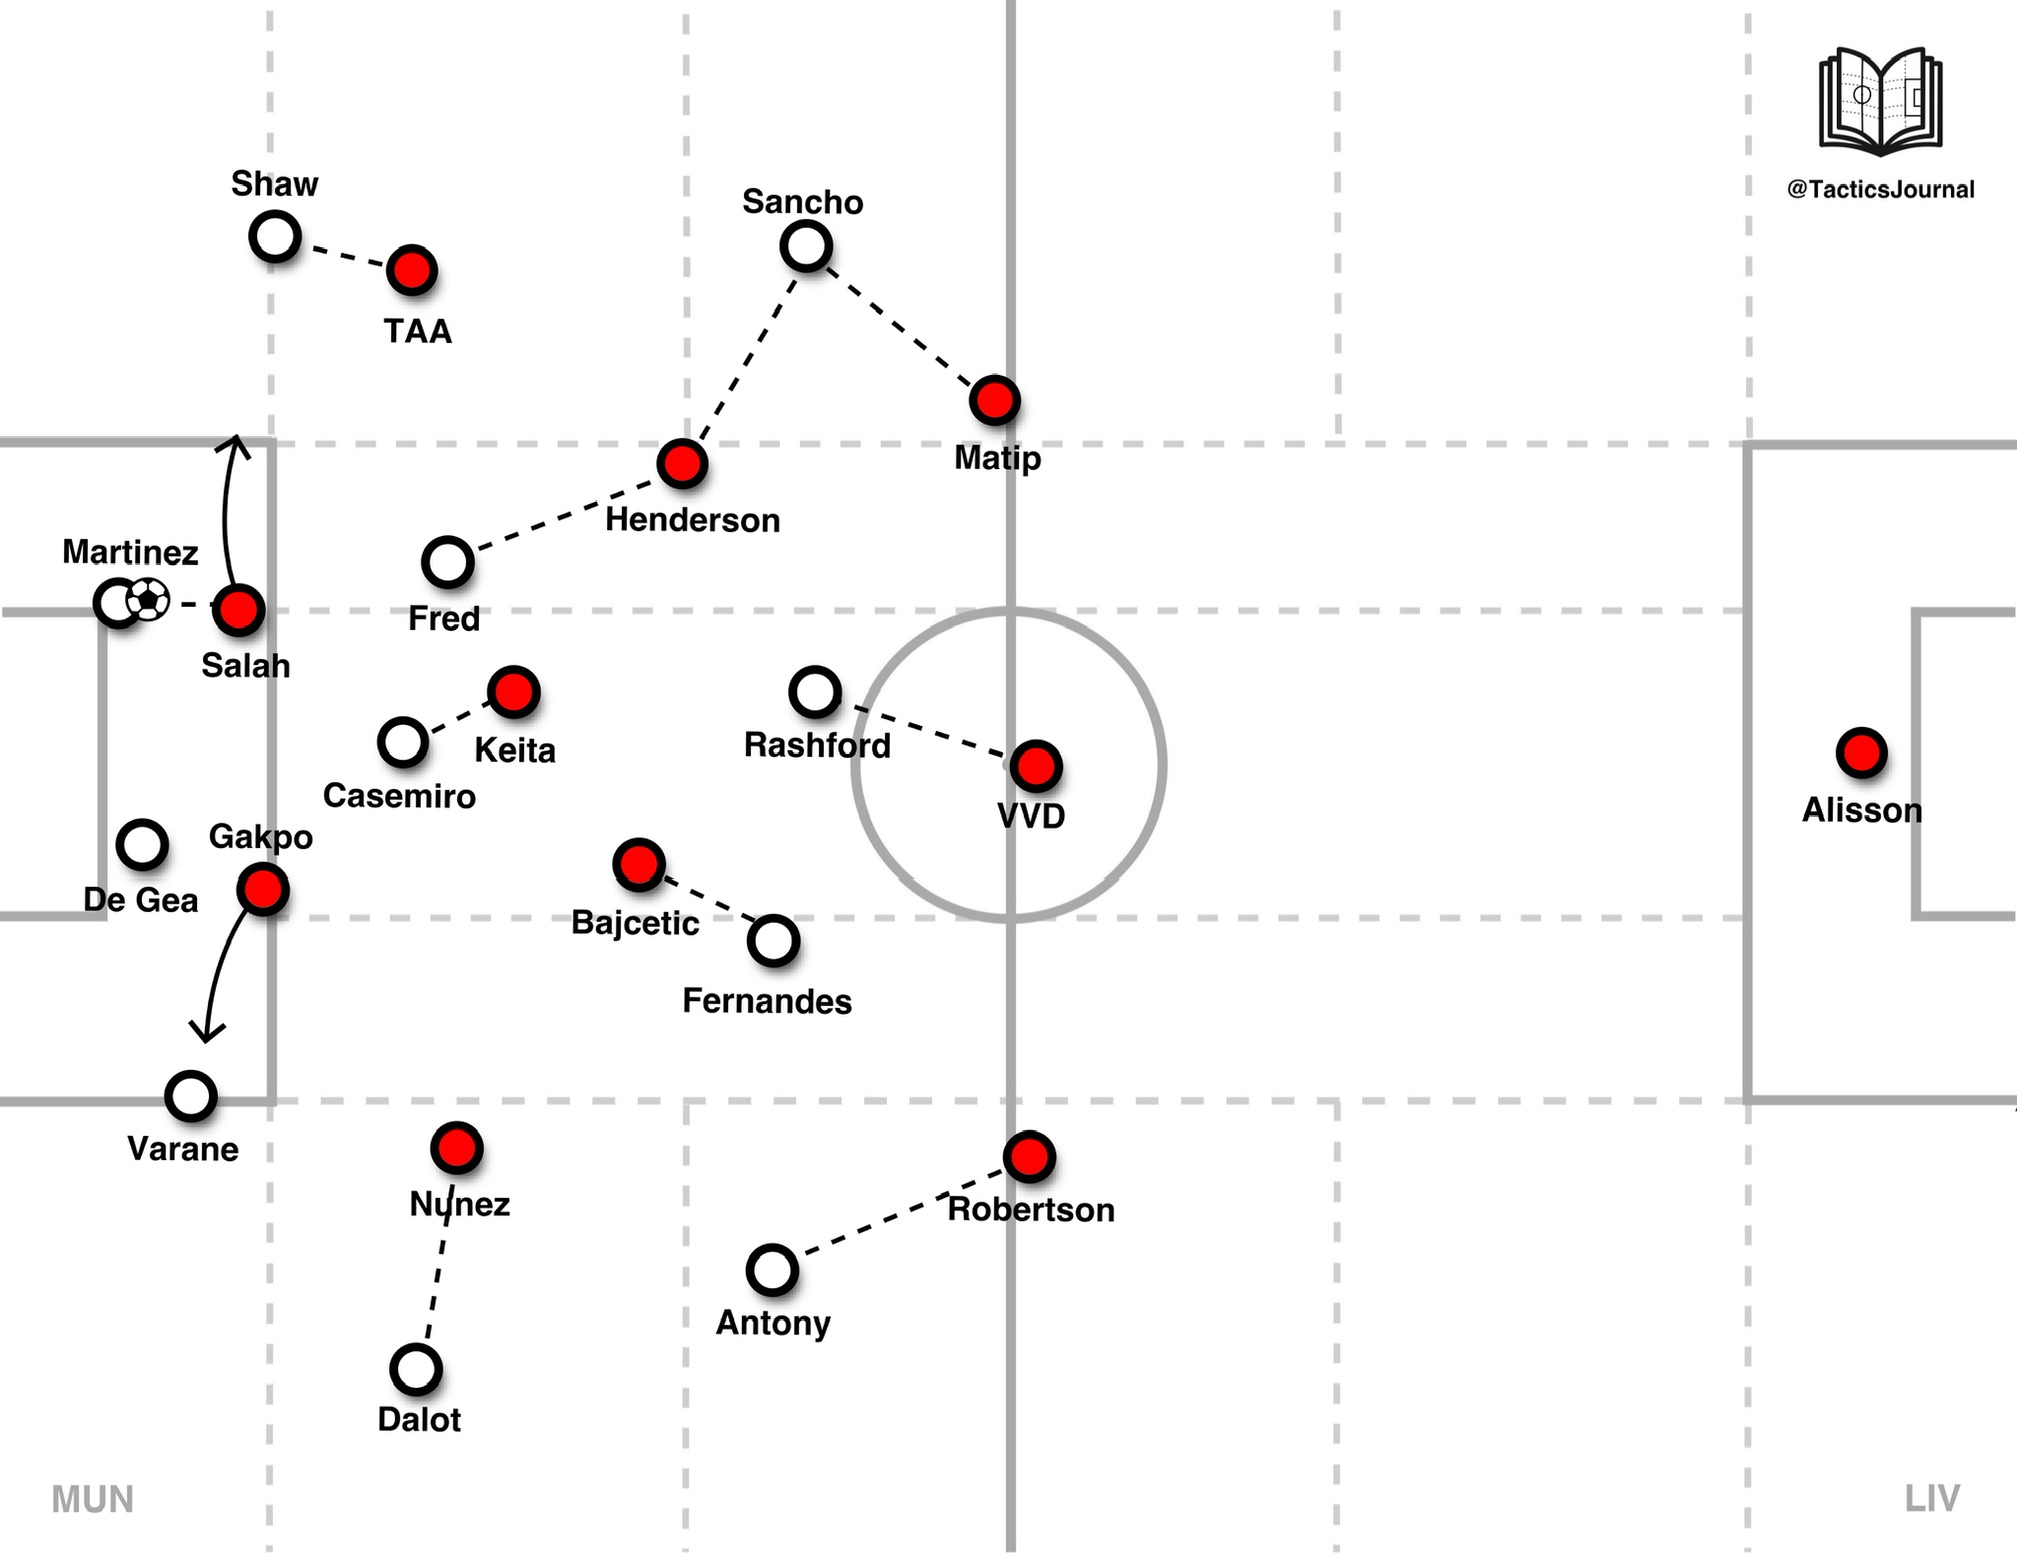 @TacticsJournal
Shaw
Sancho
TAA
Matip
Henderson
Martinez
Fred
Salah
Rashford
Keita
Casemiro
VVD
Alisson
Gakpo
De Gea
Bajcetic
Fernandes
Varane
Nunez
Robertson
Antony
Dalot
MUN
LIV